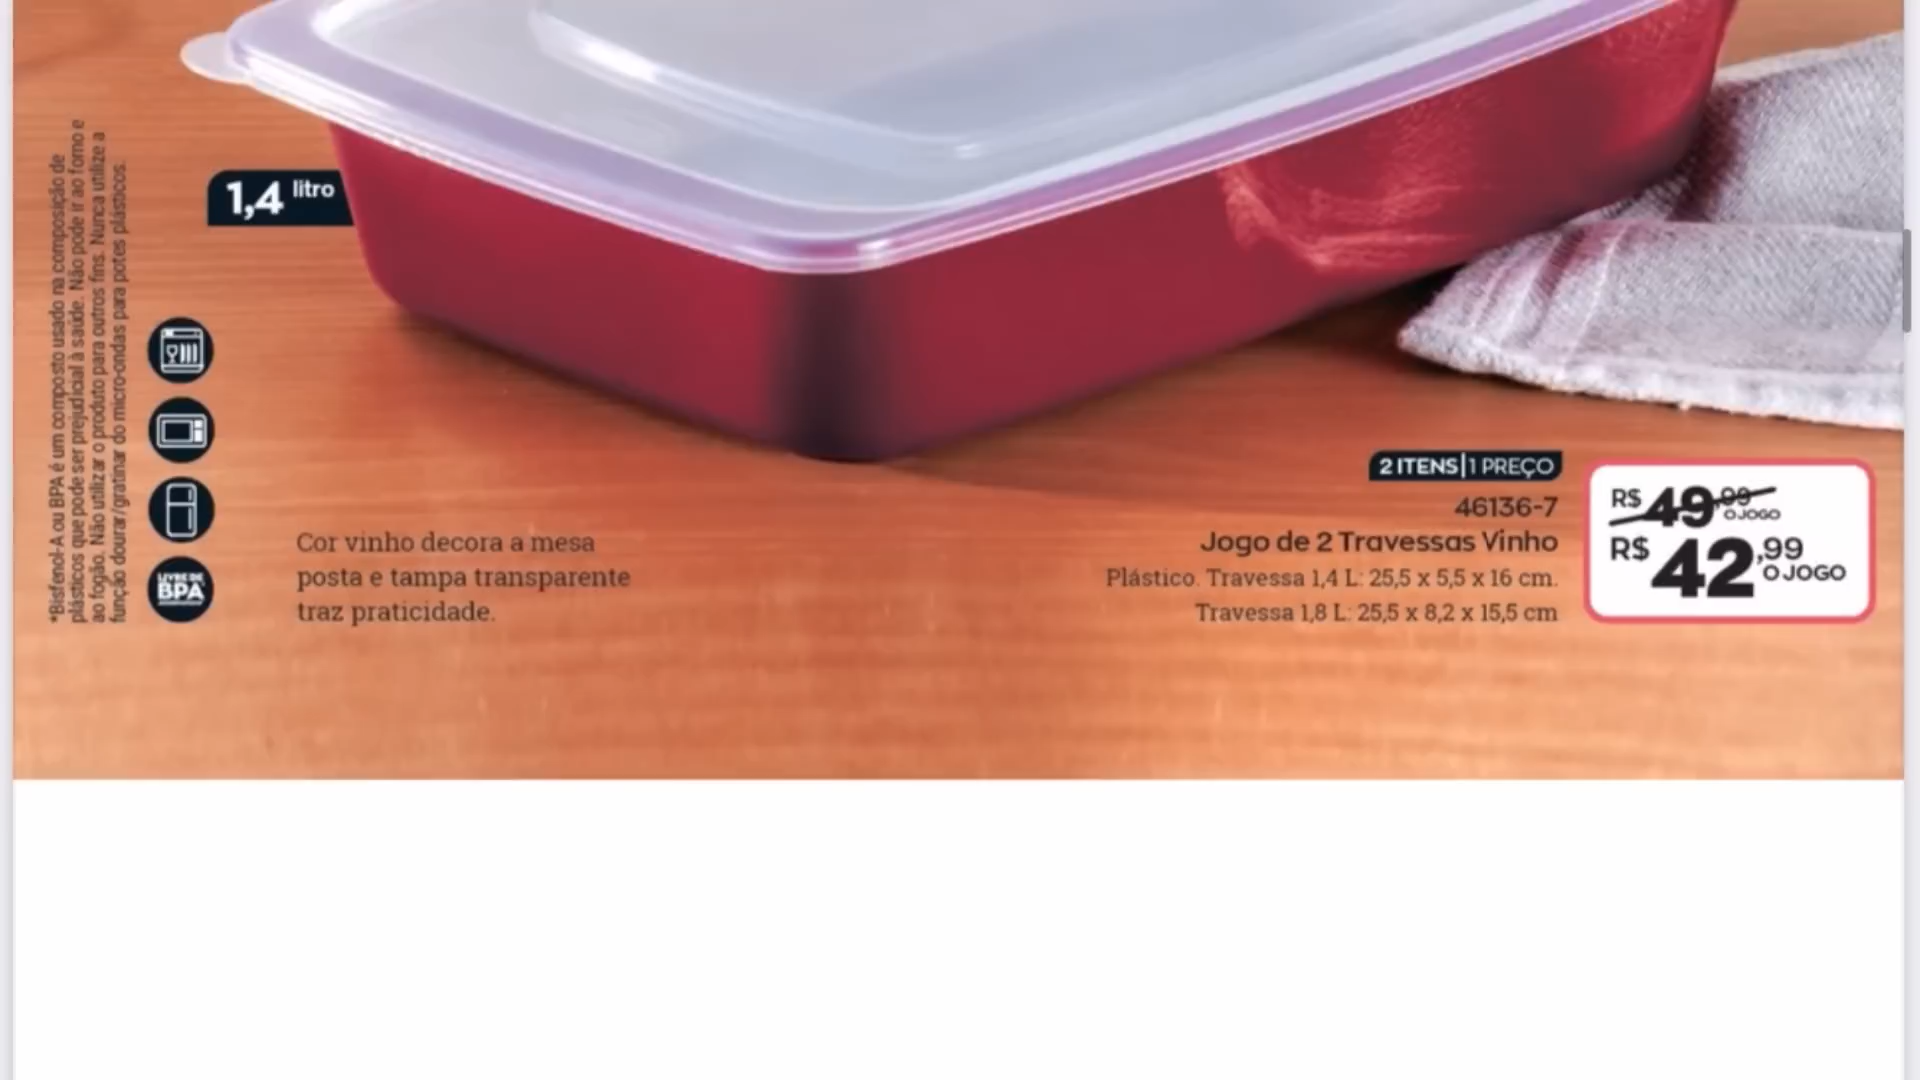 *Bisfenol-A ou BPA é um composto usado na composição de
plásticos que pode ser prejudicial à saúde. Não pode ir ao forno e
ao fogão. Não utilizar o produto para outros fins. Nunca utilize a
função dourar/gratinar do micro-ondas para potes plásticos.
1,4 litro
LIVRE DE
BPA
Cor vinho decora a mesa
posta e tampa transparente
traz praticidade.
2 ITENS|1 PREÇO
46136-7
Jogo de 2 Travessas Vinho
Plástico. Travessa 1,4 L: 25,5 x 5,5 x 16 cm.
Travessa 1,8 L: 25,5 x 8,2 x 15,5 cm
R$ 49,99
O JOGO
R$ 42,99
O JOGO